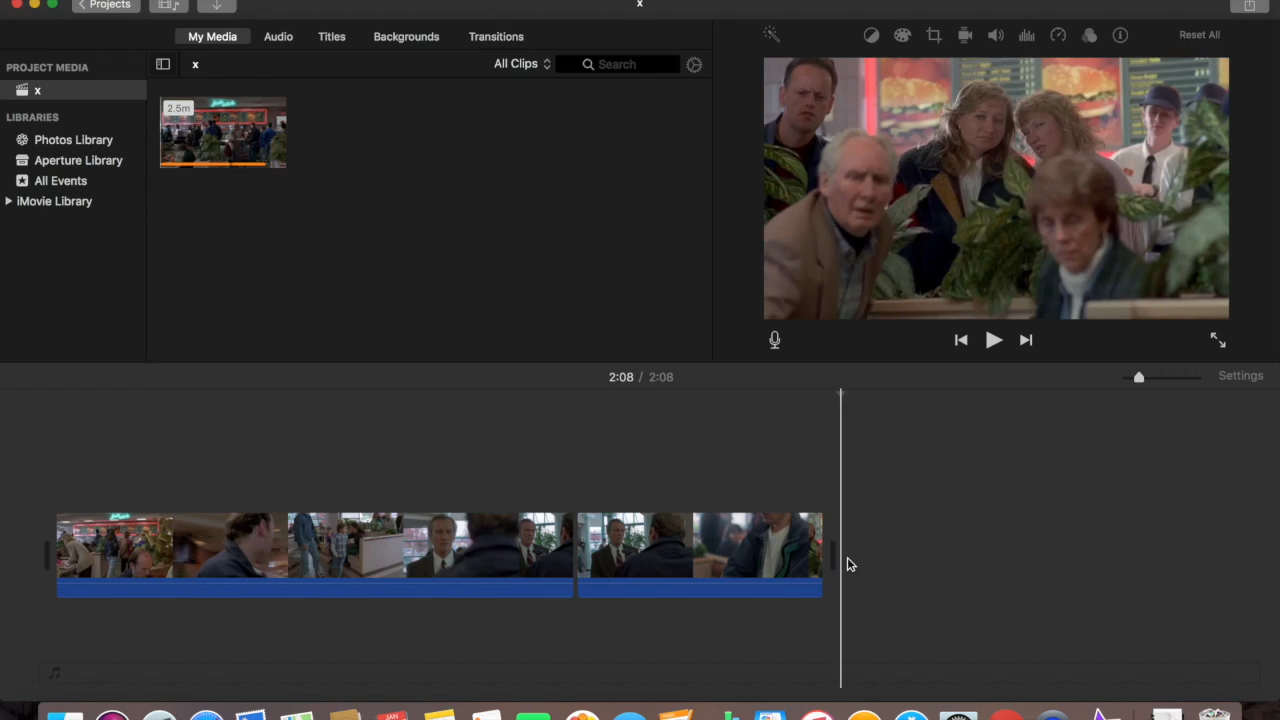 Projects
x
My Media Audio Titles Backgrounds Transitions
Reset All
PROJECT MEDIA
x
All Clips
Search
x
LIBRARIES
Photos Library
Aperture Library
All Events
iMovie Library
2.5m
2:08 / 2:08
Settings
JAN